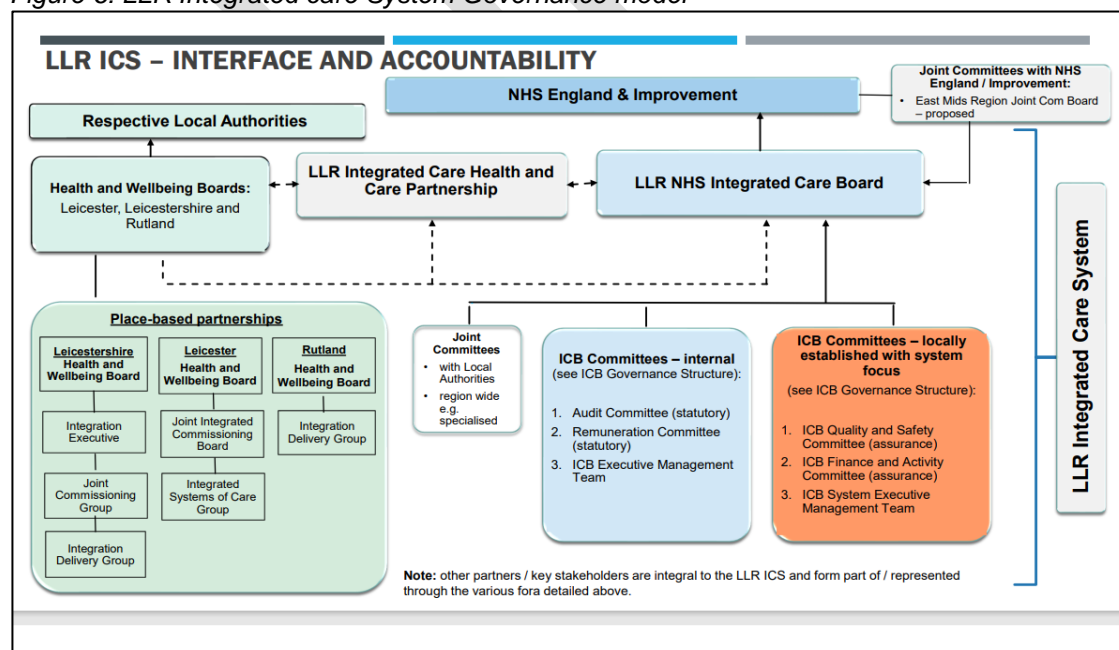 Figure 3: LLR Integrated care System Governance model
LLR ICS – INTERFACE AND ACCOUNTABILITY
Respective Local Authorities
NHS England & Improvement
Joint Committees with NHS
England / Improvement:
• East Mids Region Joint Com Board
– proposed
Health and Wellbeing Boards:
Leicester, Leicestershire and
Rutland
LLR Integrated Care Health and
Care Partnership
LLR NHS Integrated Care Board
LLR Integrated Care System
Place-based partnerships
Leicestershire
Health and
Wellbeing Board
Integration
Executive
Joint
Commissioning
Group
Integration
Delivery Group
Leicester
Health and
Wellbeing Board
Joint Integrated
Commissioning
Board
Integrated
Systems of Care
Group
Rutland
Health and
Wellbeing Board
Integration
Delivery Group
Joint
Committees
• with Local
Authorities
• region wide
e.g.
specialised
ICB Committees – internal
(see ICB Governance Structure):
1. Audit Committee (statutory)
2. Remuneration Committee
(statutory)
3. ICB Executive Management
Team
ICB Committees – locally
established with system
focus
(see ICB Governance Structure):
1. ICB Quality and Safety
Committee (assurance)
2. ICB Finance and Activity
Committee (assurance)
3. ICB System Executive
Management Team
Note: other partners / key stakeholders are integral to the LLR ICS and form part of / represented
through the various fora detailed above.